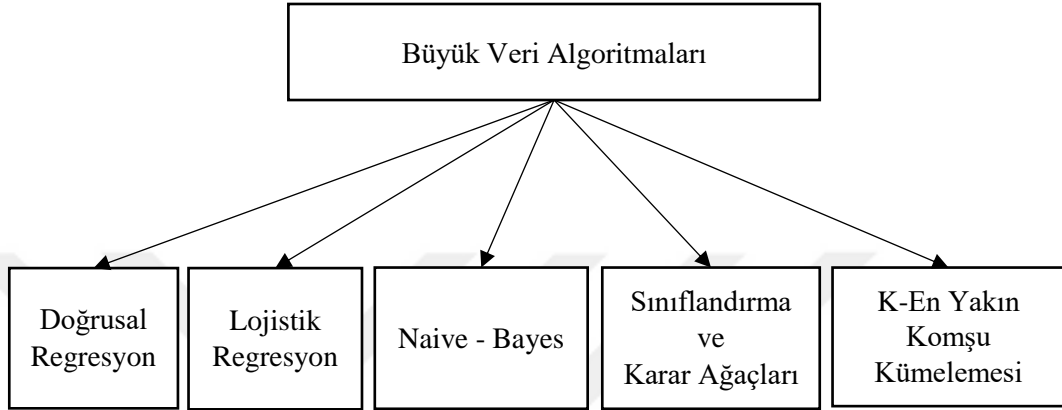 Büyük Veri Algoritmaları
Doğrusal
Regresyon
Lojistik
Regresyon
Naive - Bayes
Sınıflandırma
ve
Karar Ağaçları
K-En Yakın
Komşu
Kümelemesi